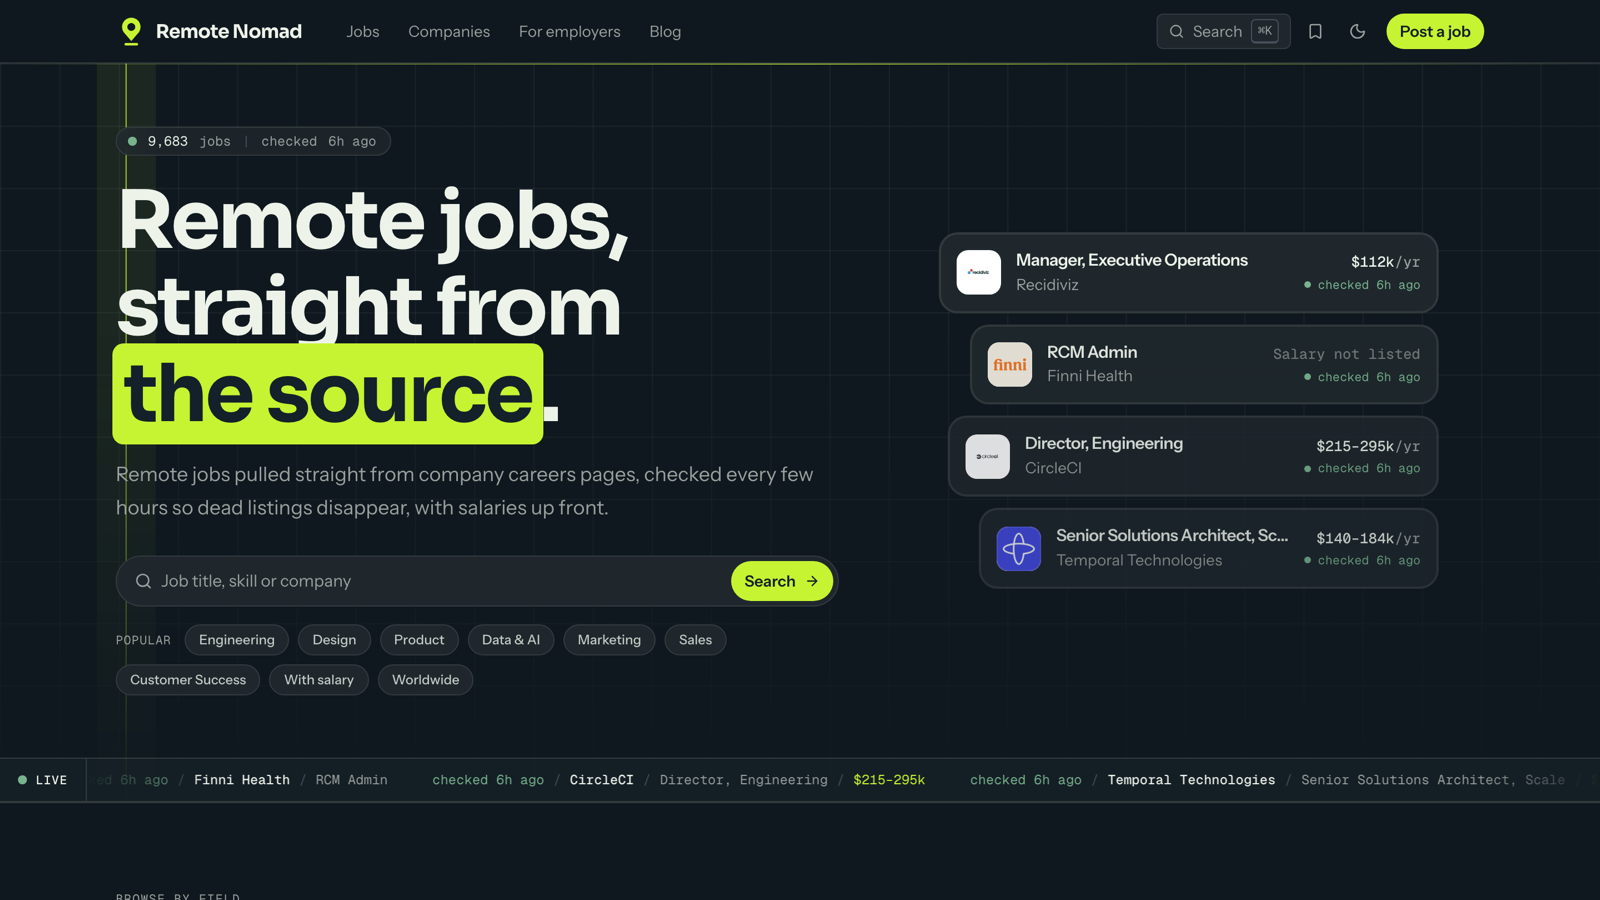 Remote Nomad
Jobs
Companies
For employers
Blog
Search ⌘K
Post a job
9,683 jobs | checked 6h ago
Remote jobs,
straight from
the source.
Remote jobs pulled straight from company careers pages, checked every few
hours so dead listings disappear, with salaries up front.
Job title, skill or company
Search →
POPULAR
Engineering
Design
Product
Data & AI
Marketing
Sales
Customer Success
With salary
Worldwide
recidiviz
Manager, Executive Operations
$112k/yr
Recidiviz
checked 6h ago
finni
RCM Admin
Salary not listed
Finni Health
checked 6h ago
circleci
Director, Engineering
$215-295k/yr
CircleCI
checked 6h ago
Senior Solutions Architect, Sc...
$140-184k/yr
Temporal Technologies
checked 6h ago
LIVE
6h ago / Finni Health / RCM Admin
checked 6h ago / CircleCI / Director, Engineering / $215-295k
checked 6h ago / Temporal Technologies / Senior Solutions Architect, Scale /
BROWSE BY FIELD